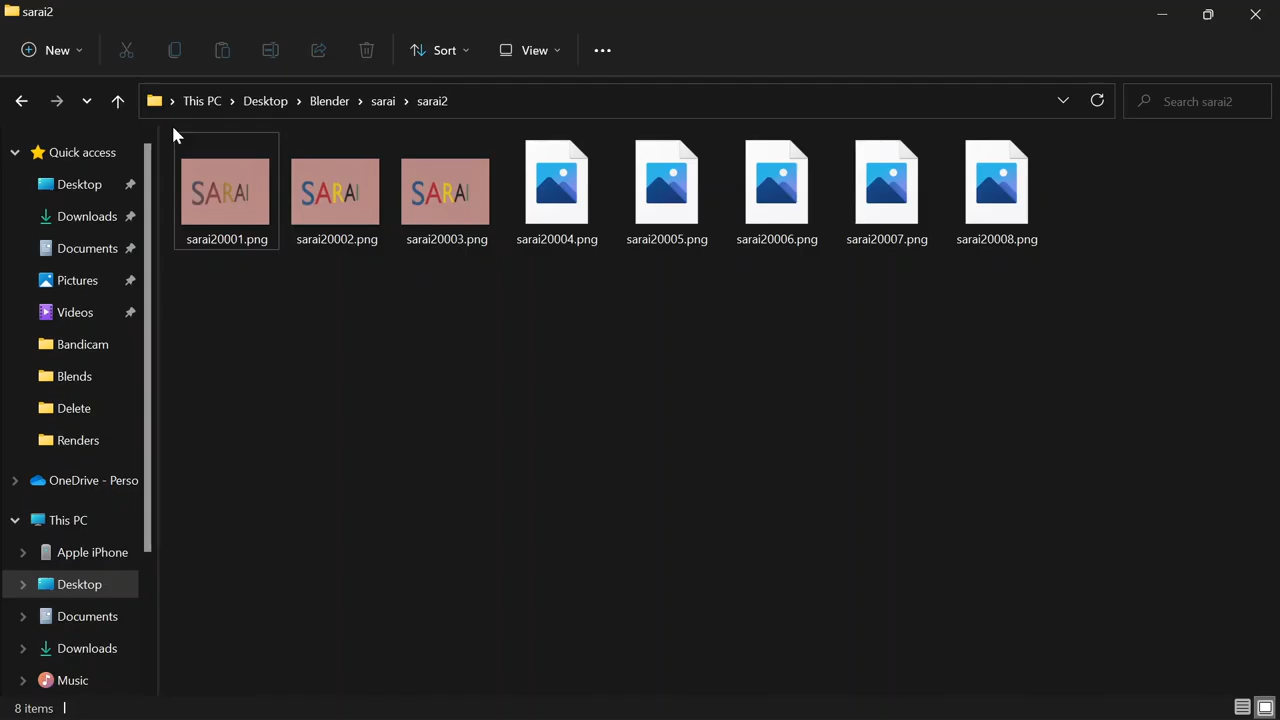 sarai2
New
Sort
View
This PC
Desktop
Blender
sarai
sarai2
Search sarai2
Quick access
Desktop
Downloads
Documents
Pictures
Videos
Bandicam
Blends
Delete
Renders
OneDrive - Perso
This PC
Apple iPhone
Desktop
Documents
Downloads
Music
SARAI
SARAI
SARAI
sarai20001.png
sarai20002.png
sarai20003.png
sarai20004.png
sarai20005.png
sarai20006.png
sarai20007.png
sarai20008.png
8 items